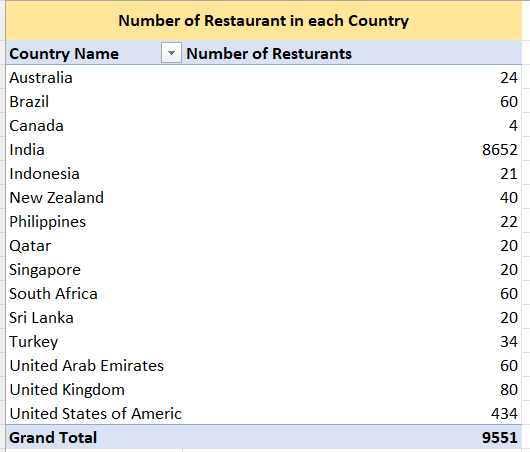 Number of Restaurant in each Country
Country Name Number of Resturants
Australia 24
Brazil 60
Canada 4
India 8652
Indonesia 21
New Zealand 40
Philippines 22
Qatar 20
Singapore 20
South Africa 60
Sri Lanka 20
Turkey 34
United Arab Emirates 60
United Kingdom 80
United States of Americ 434
Grand Total 9551